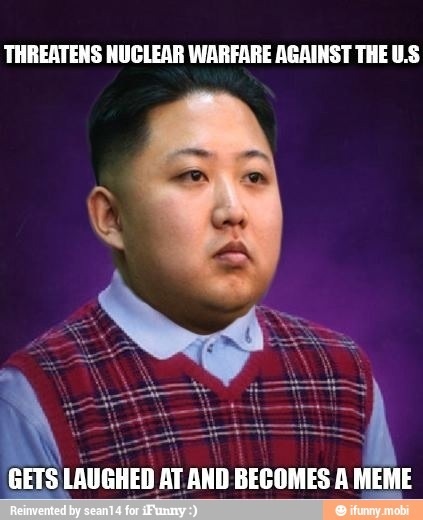 THREATENS NUCLEAR WARFARE AGAINST THE U.S
GETS LAUGHED AT AND BECOMES A MEME
Reinvented by sean14 for iFunny :)
ifunny.mobi